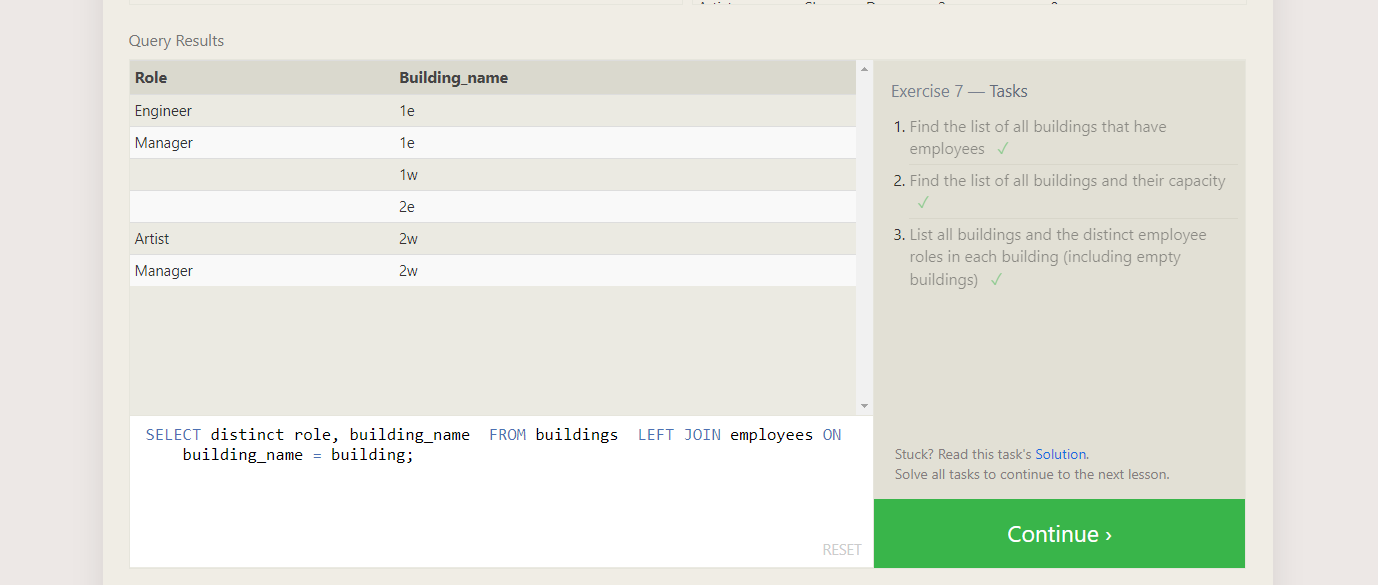 Query Results
Role Building_name
Engineer 1e
Manager 1e
1w
2e
Artist 2w
Manager 2w
SELECT distinct role, building_name  FROM buildings  LEFT JOIN employees ON
building_name = building;
RESET
Exercise 7 — Tasks
1. Find the list of all buildings that have
employees ✓
2. Find the list of all buildings and their capacity
✓
3. List all buildings and the distinct employee
roles in each building (including empty
buildings) ✓
Stuck? Read this task's Solution.
Solve all tasks to continue to the next lesson.
Continue ›